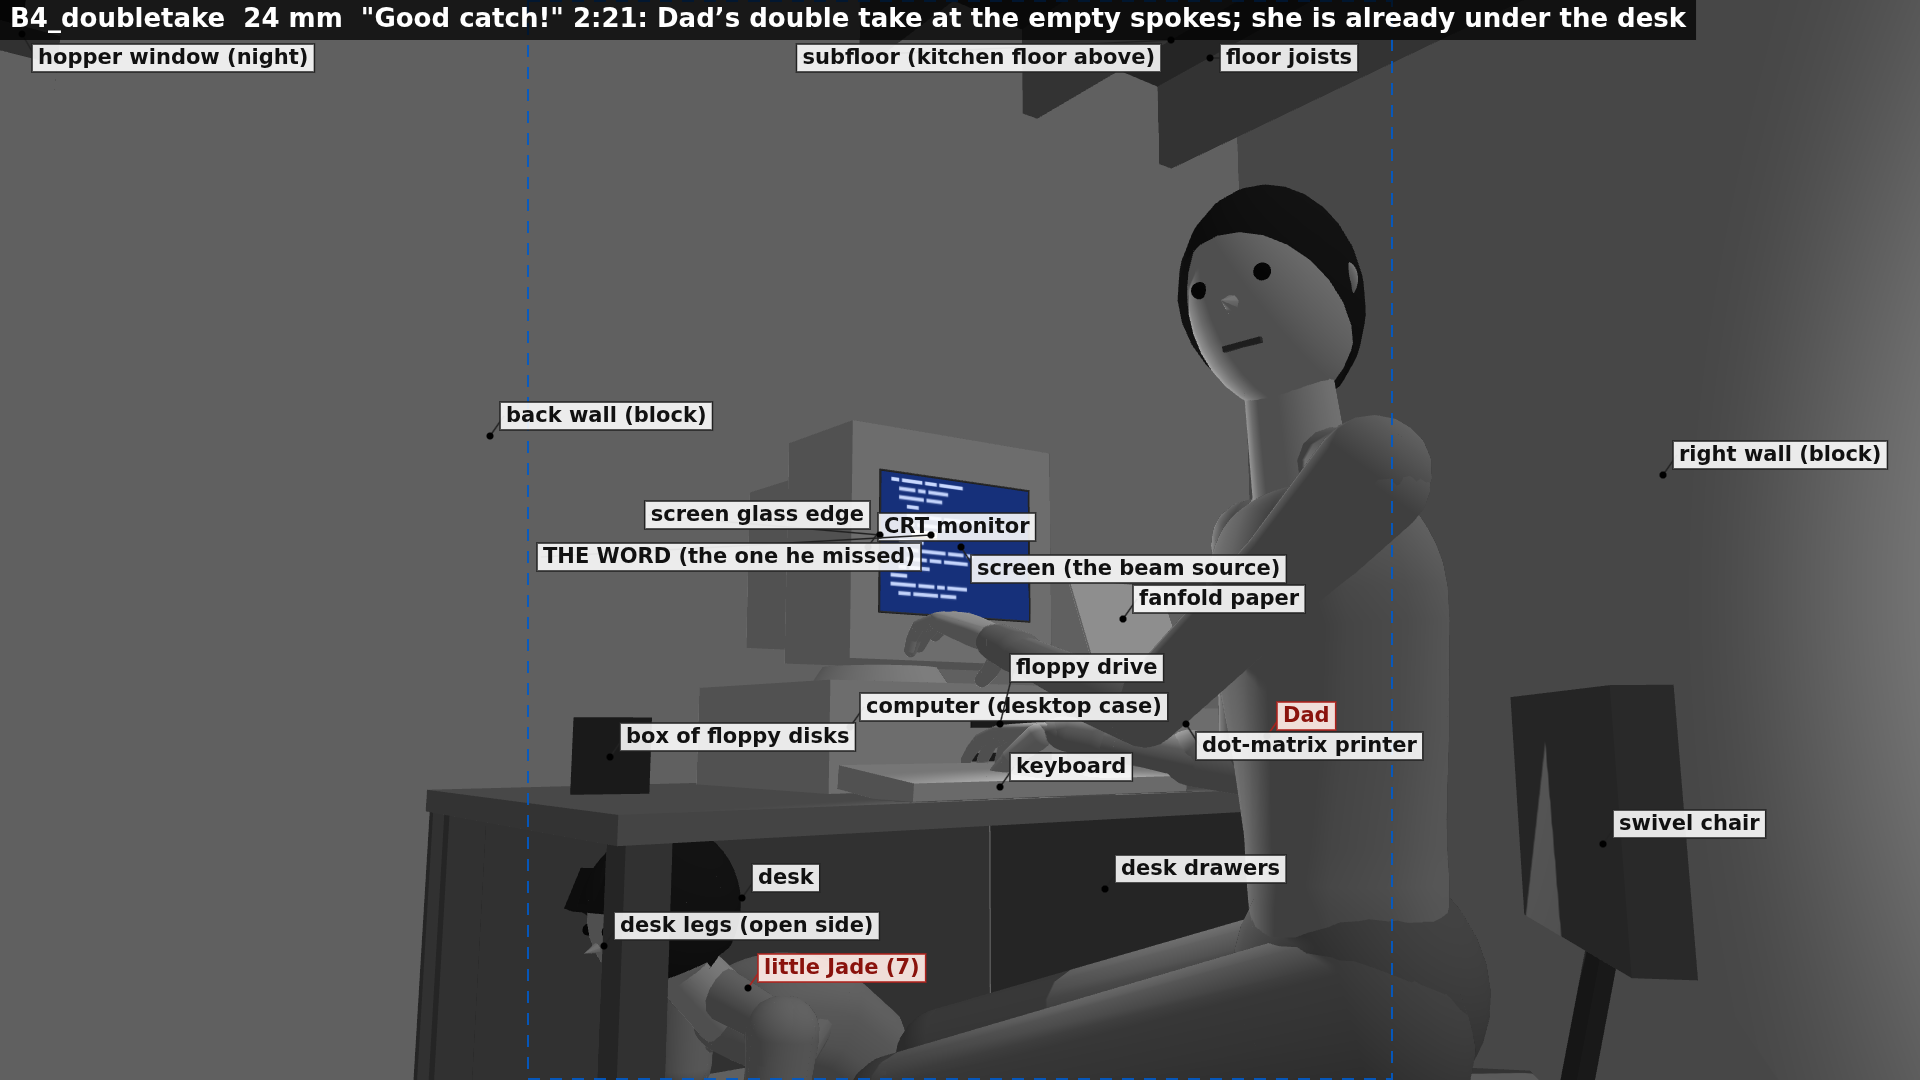 B4_doubletake 24 mm "Good catch!" 2:21: Dad’s double take at the empty spokes; she is already under the desk
hopper window (night)
subfloor (kitchen floor above)
floor joists
back wall (block)
right wall (block)
screen glass edge
CRT monitor
THE WORD (the one he missed)
screen (the beam source)
fanfold paper
floppy drive
computer (desktop case)
Dad
box of floppy disks
dot-matrix printer
keyboard
swivel chair
desk
desk drawers
desk legs (open side)
little Jade (7)